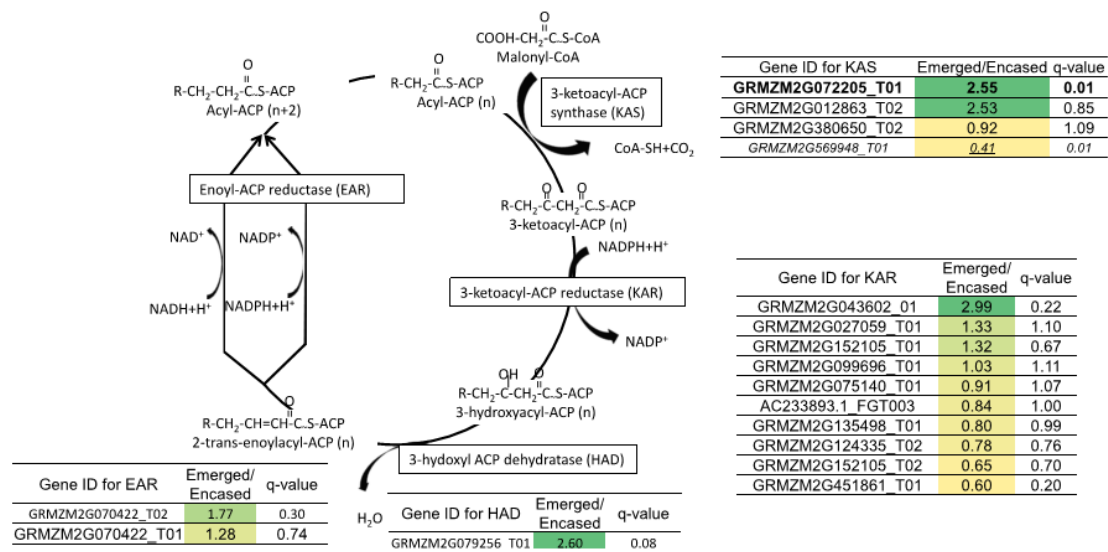 O
COOH-CH2-C..S-CoA
Malonyl-CoA
O
R-CH2-CH2-C.S-ACP
Acyl-ACP (n+2)
O
R-CH2-C.S-ACP
Acyl-ACP (n)
3-ketoacyl-ACP
synthase (KAS)
CoA-SH+CO2
Gene ID for KAS Emerged/Encased q-value
GRMZM2G072205_T01 2.55 0.01
GRMZM2G012863_T02 2.53 0.85
GRMZM2G380650_T02 0.92 1.09
GRMZM2G569948_T01 0.41 0.01
Enoyl-ACP reductase (EAR)
NAD+
NADP+
NADH+H+
NADPH+H+
O O
R-CH2-C-CH2-C..S-ACP
3-ketoacyl-ACP (n)
NADPH+H+
3-ketoacyl-ACP reductase (KAR)
NADP+
Gene ID for KAR Emerged/
Encased q-value
GRMZM2G043602_01 2.99 0.22
GRMZM2G027059_T01 1.33 1.10
GRMZM2G152105_T01 1.32 0.67
GRMZM2G099696_T01 1.03 1.11
GRMZM2G075140_T01 0.91 1.07
AC233893.1_FGT003 0.84 1.00
GRMZM2G135498_T01 0.80 0.99
GRMZM2G124335_T02 0.78 0.76
GRMZM2G152105_T02 0.65 0.70
GRMZM2G451861_T01 0.60 0.20
OH O
R-CH2-CH-CH2-C..S-ACP
3-hydroxyacyl-ACP (n)
O
R-CH2-CH=CH-C..S-ACP
2-trans-enoylacyl-ACP (n)
3-hydoxyl ACP dehydratase (HAD)
H2O
Gene ID for EAR Emerged/
Encased q-value
GRMZM2G070422_T02 1.77 0.30
GRMZM2G070422_T01 1.28 0.74
Gene ID for HAD Emerged/
Encased q-value
GRMZM2G079256_T01 2.60 0.08